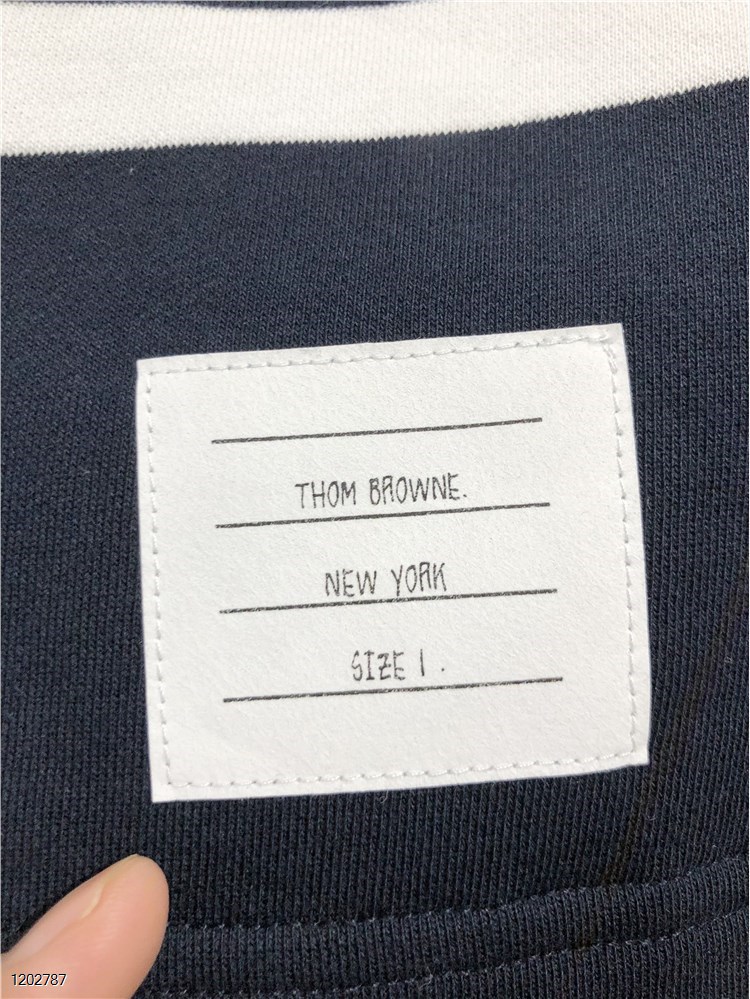 THOM BROWNE.
NEW YORK
SIZE 1.
1202787